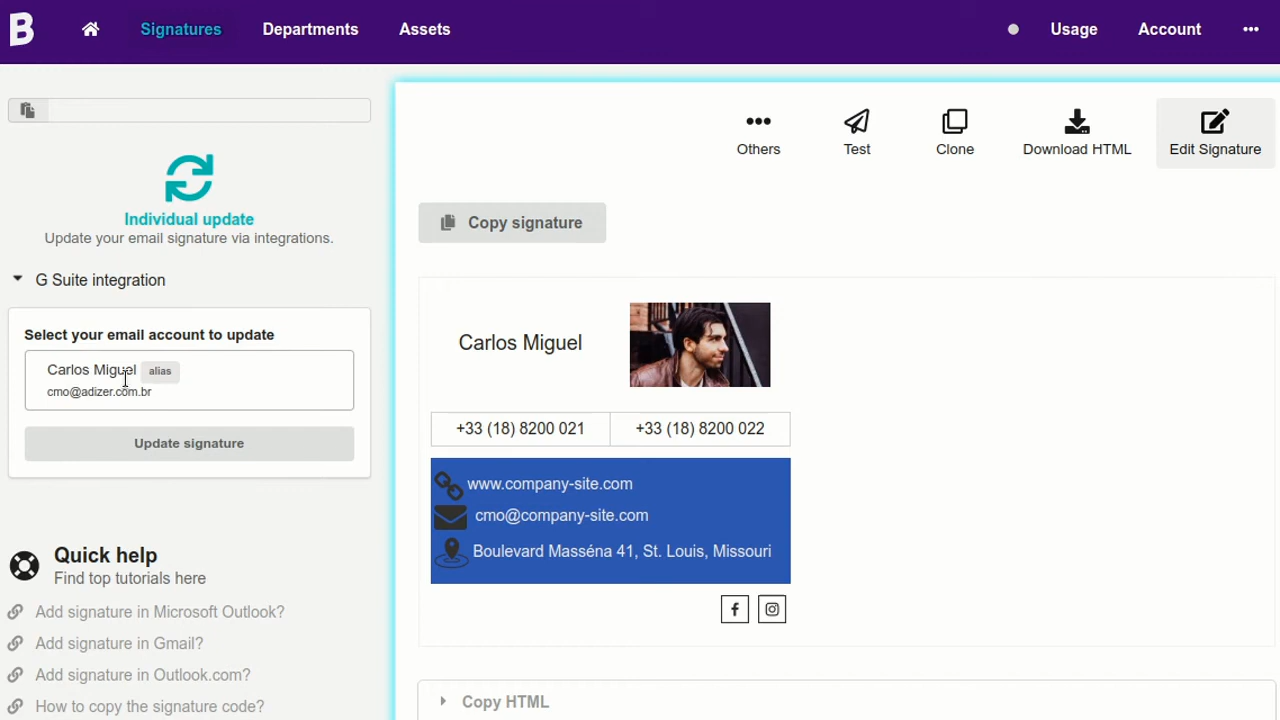 B
Signatures
Departments
Assets
Usage
Account
Others
Test
Clone
Download HTML
Edit Signature
Individual update
Update your email signature via integrations.
G Suite integration
Select your email account to update
Carlos Miguel alias
cmo@adizer.com.br
Update signature
Quick help
Find top tutorials here
Add signature in Microsoft Outlook?
Add signature in Gmail?
Add signature in Outlook.com?
How to copy the signature code?
Copy signature
Carlos Miguel
+33 (18) 8200 021
+33 (18) 8200 022
www.company-site.com
cmo@company-site.com
Boulevard Masséna 41, St. Louis, Missouri
Copy HTML